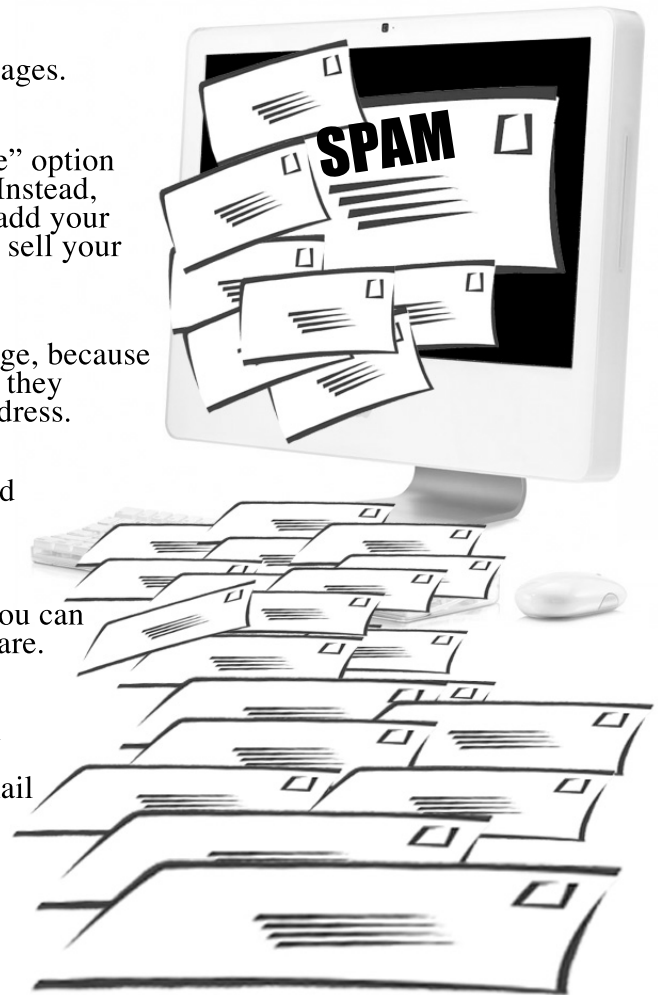 ages.
SPAM
e” option
Instead,
add your
sell your
ge, because
they
dress.
d
ou can
are.
ail